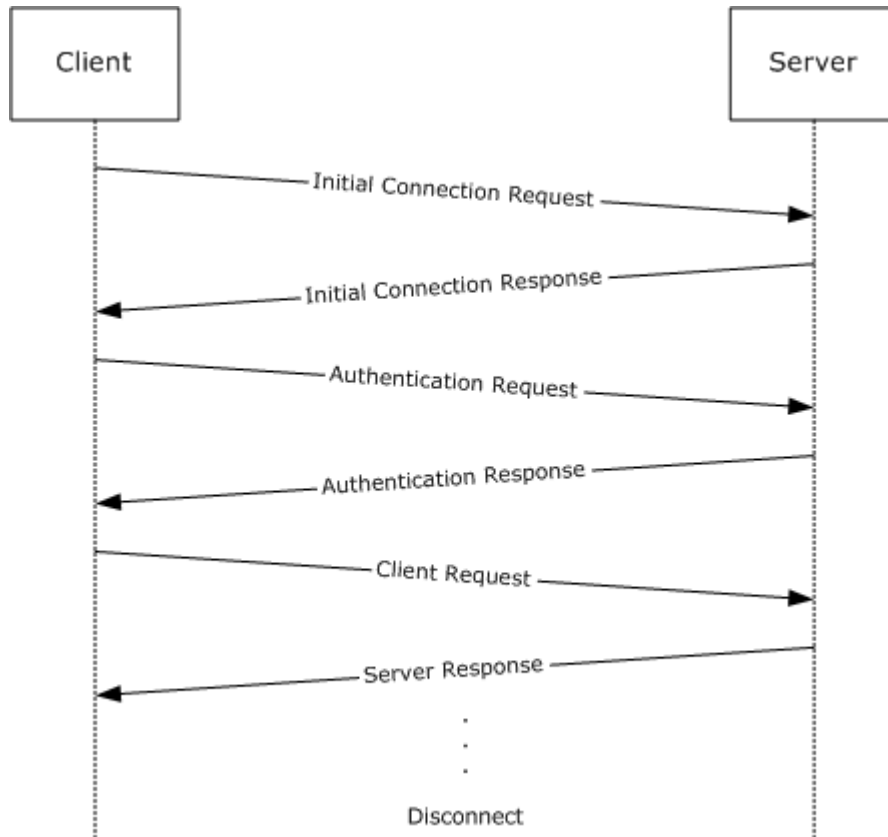 Client
Server
Initial Connection Request
Initial Connection Response
Authentication Request
Authentication Response
Client Request
Server Response
.
.
.
Disconnect